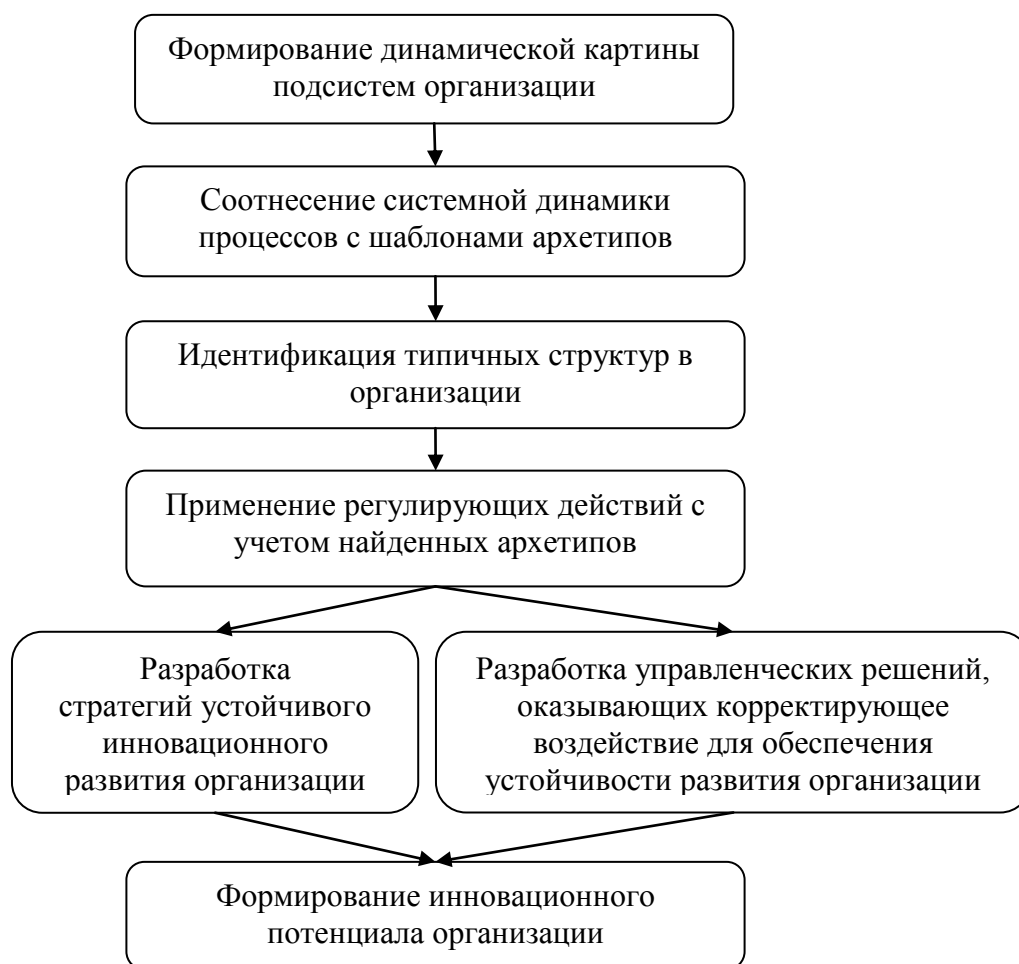 Формирование динамической картины
подсистем организации
Соотнесение системной динамики
процессов с шаблонами архетипов
Идентификация типичных структур в
организации
Применение регулирующих действий с
учетом найденных архетипов
Разработка
стратегий устойчивого
инновационного
развития организации
Разработка управленческих решений,
оказывающих корректирующее
воздействие для обеспечения
устойчивости развития организации
Формирование инновационного
потенциала организации